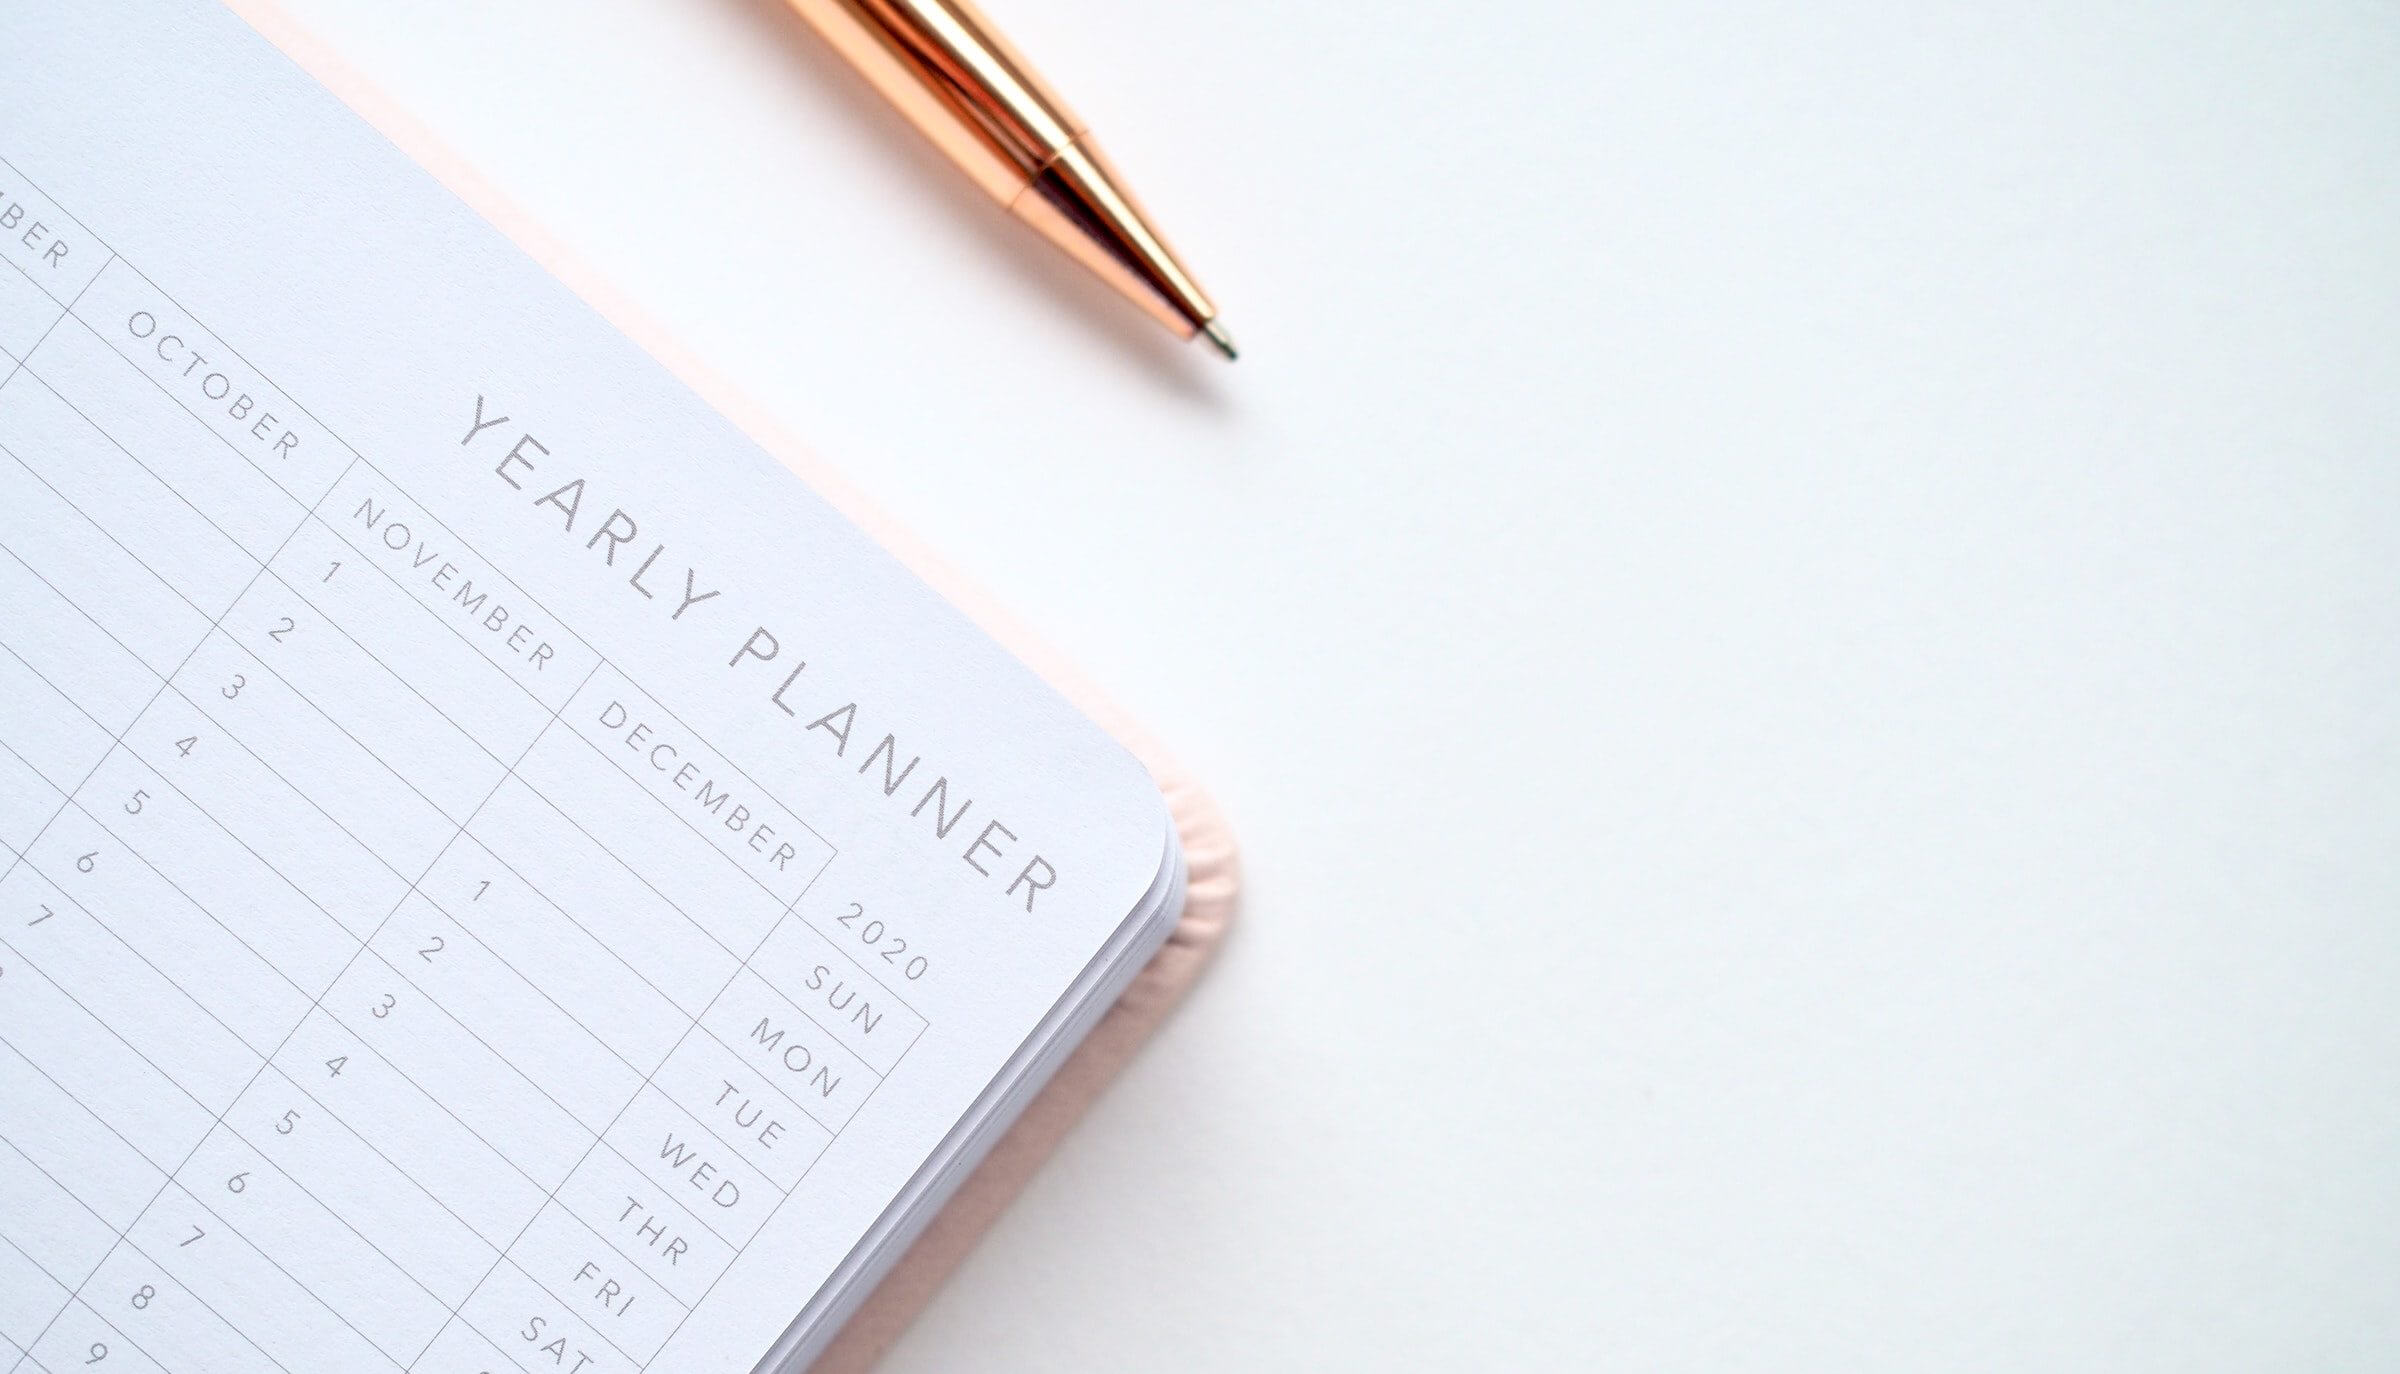 YEARLY PLANNER
BER OCTOBER NOVEMBER DECEMBER 2020
1 SUN
2 MON
3 1 TUE
4 2 WED
5 3 THR
6 4 FRI
7 5 SAT
6
7
8
9